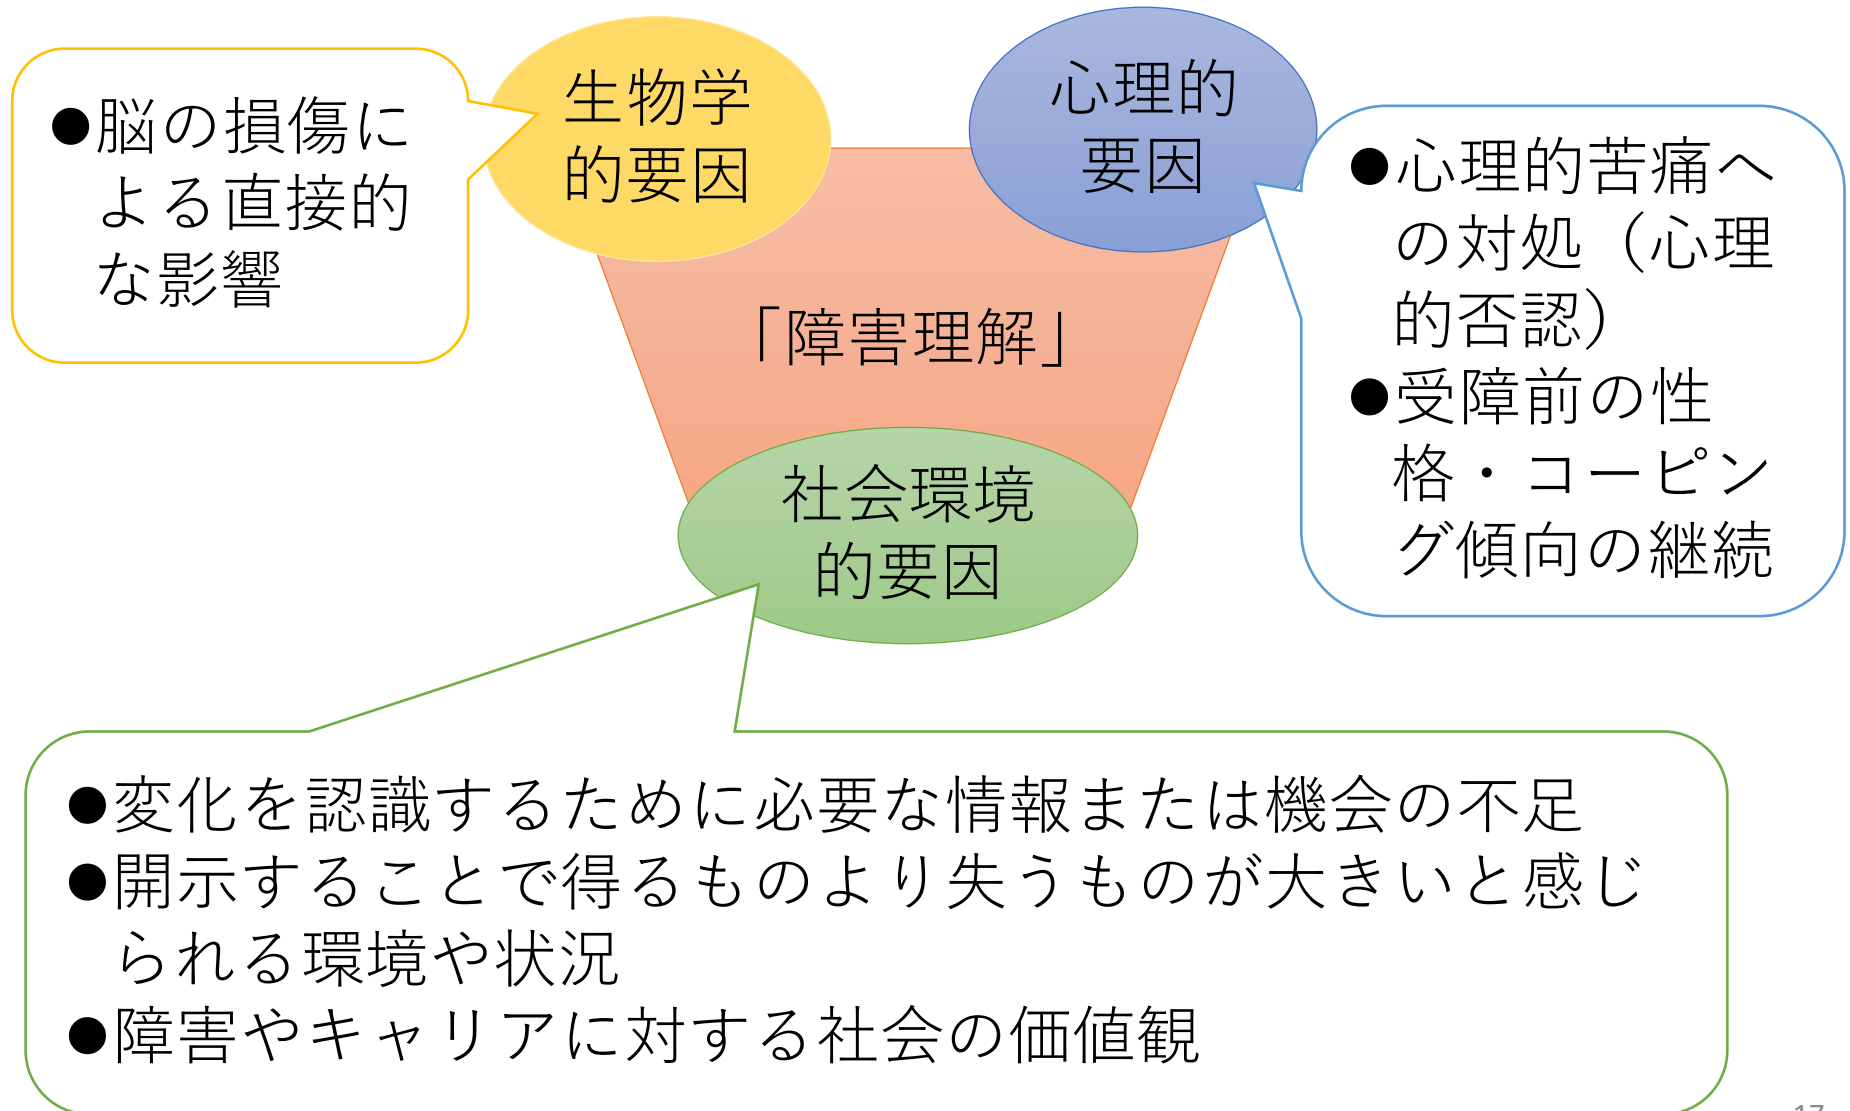 生物学
的要因
心理的
要因
●脳の損傷に
よる直接的
な影響
●心理的苦痛へ
の対処（心理
的否認）
●受障前の性
格・コーピン
グ傾向の継続
「障害理解」
社会環境
的要因
●変化を認識するために必要な情報または機会の不足
●開示することで得るものより失うものが大きいと感じ
られる環境や状況
●障害やキャリアに対する社会の価値観
17